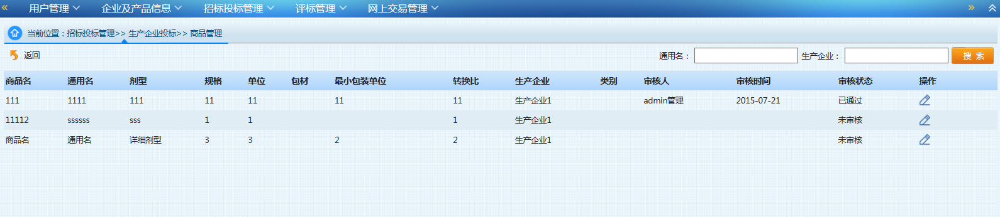 用户管理 企业及产品信息 招标投标管理 评标管理 网上交易管理
当前位置：招标投标管理>> 生产企业投标>> 商品管理
返回 通用名： 生产企业： 搜 索
商品名 通用名 剂型 规格 单位 包材 最小包装单位 转换比 生产企业 类别 审核人 审核时间 审核状态 操作
111 1111 111 11 11 11 11 生产企业1 admin管理 2015-07-21 已通过
11112 ssssss sss 1 1 1 生产企业1 未审核
商品名 通用名 详细剂型 3 3 2 2 生产企业1 未审核